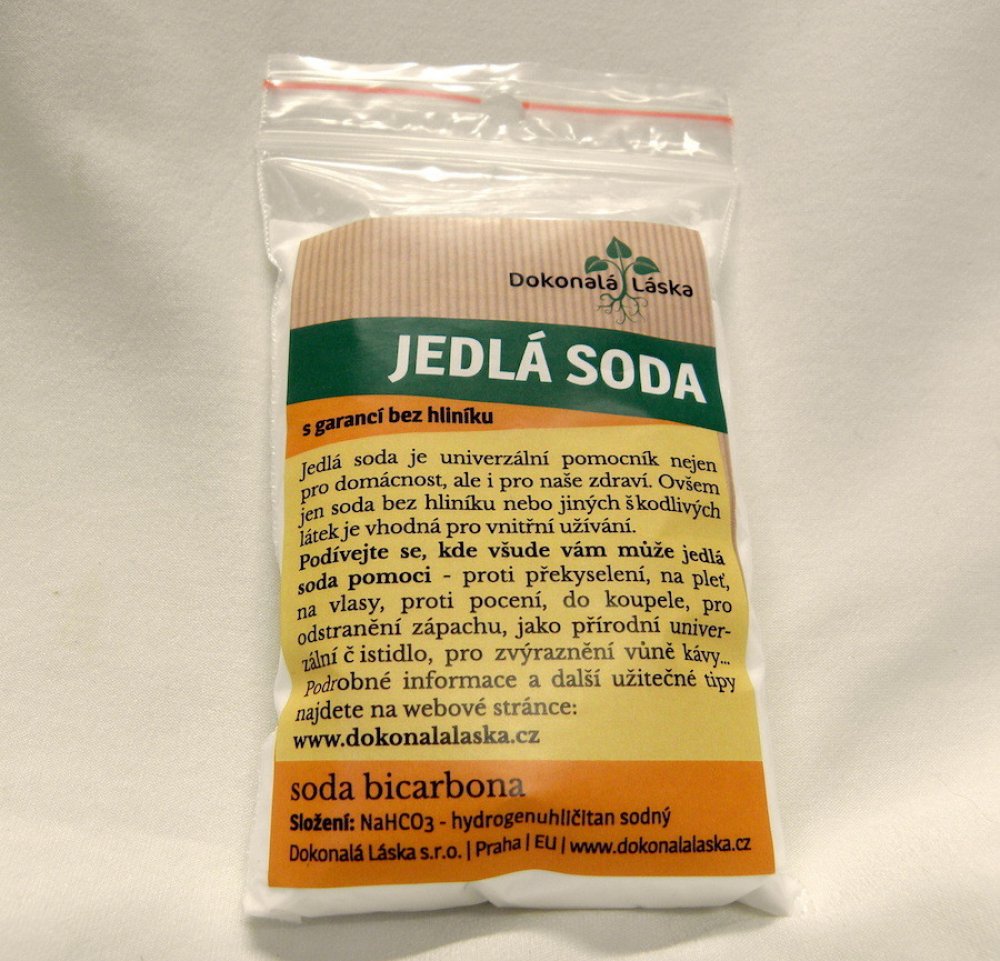 Dokonalá Láska
JEDLÁ SODA
s garancí bez hliníku
Jedlá soda je univerzální pomocník nejen
pro domácnost, ale i pro naše zdraví. Ovšem
jen soda bez hliníku nebo jiných škodlivých
látek je vhodná pro vnitřní užívání.
Podívejte se, kde všude vám může jedlá
soda pomoci - proti překyselení, na pleť,
na vlasy, proti pocení, do koupele, pro
odstranění zápachu, jako přírodní univer-
zální č istidlo, pro zvýraznění vůně kávy...
Podrobné informace a další užitečné tipy
najdete na webové stránce:
www.dokonalalaska.cz
soda bicarbona
Složení: NaHCO3 - hydrogenuhličitan sodný
Dokonalá Láska s.r.o. | Praha | EU | www.dokonalalaska.cz